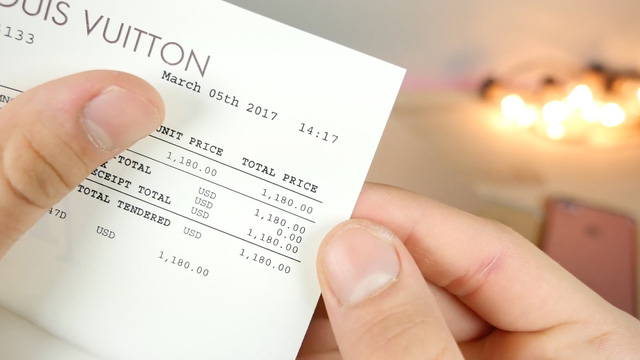 OUIS VUITTON
133
March 05th 2017 14:17
UNIT PRICE TOTAL PRICE
1,180.00 1,180.00
TOTAL USD 1,180.00
USD 0.00
ECEIPT TOTAL USD 1,180.00
TOTAL TENDERED USD 1,180.00
47D USD 1,180.00